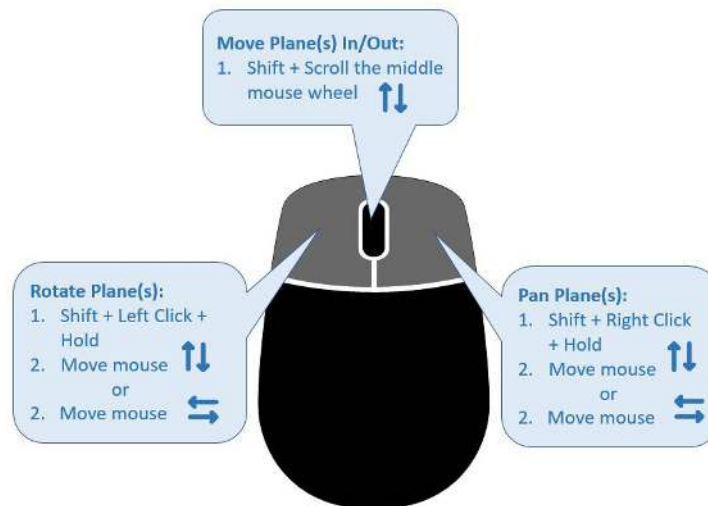 Move Plane(s) In/Out:
1. Shift + Scroll the middle
mouse wheel
Rotate Plane(s):
1. Shift + Left Click +
Hold
2. Move mouse
or
2. Move mouse
Pan Plane(s):
1. Shift + Right Click
+ Hold
2. Move mouse
or
2. Move mouse